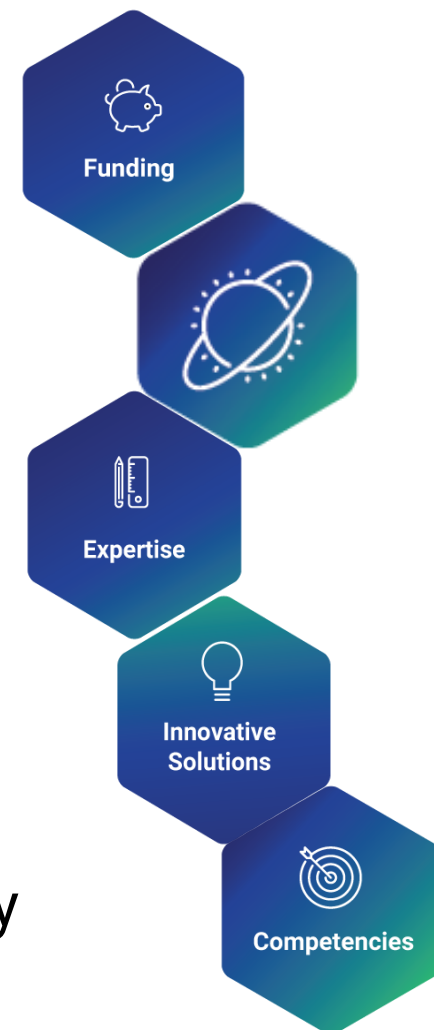 Funding
Expertise
Innovative
Solutions
y
Competencies